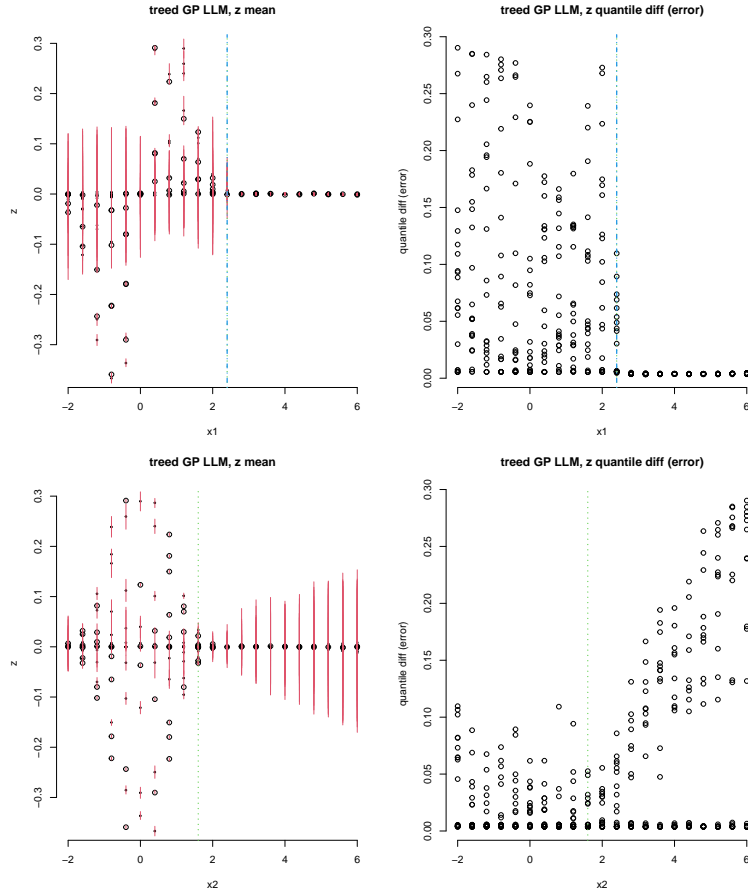 treed GP LLM, z mean
z
0.3
0.2
0.1
0.0
−0.1
−0.2
−0.3
−2 0 2 4 6
x1
treed GP LLM, z quantile diff (error)
quantile diff (error)
0.30
0.25
0.20
0.15
0.10
0.05
0.00
−2 0 2 4 6
x1
treed GP LLM, z mean
z
0.3
0.2
0.1
0.0
−0.1
−0.2
−0.3
−2 0 2 4 6
x2
treed GP LLM, z quantile diff (error)
quantile diff (error)
0.30
0.25
0.20
0.15
0.10
0.05
0.00
−2 0 2 4 6
x2